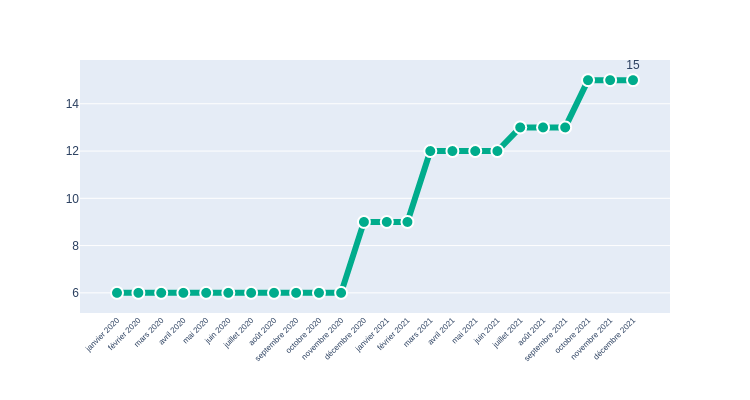 15
14
12
10
8
6
janvier 2020
février 2020
mars 2020
avril 2020
mai 2020
juin 2020
juillet 2020
août 2020
septembre 2020
octobre 2020
novembre 2020
décembre 2020
janvier 2021
février 2021
mars 2021
avril 2021
mai 2021
juin 2021
juillet 2021
août 2021
septembre 2021
octobre 2021
novembre 2021
décembre 2021